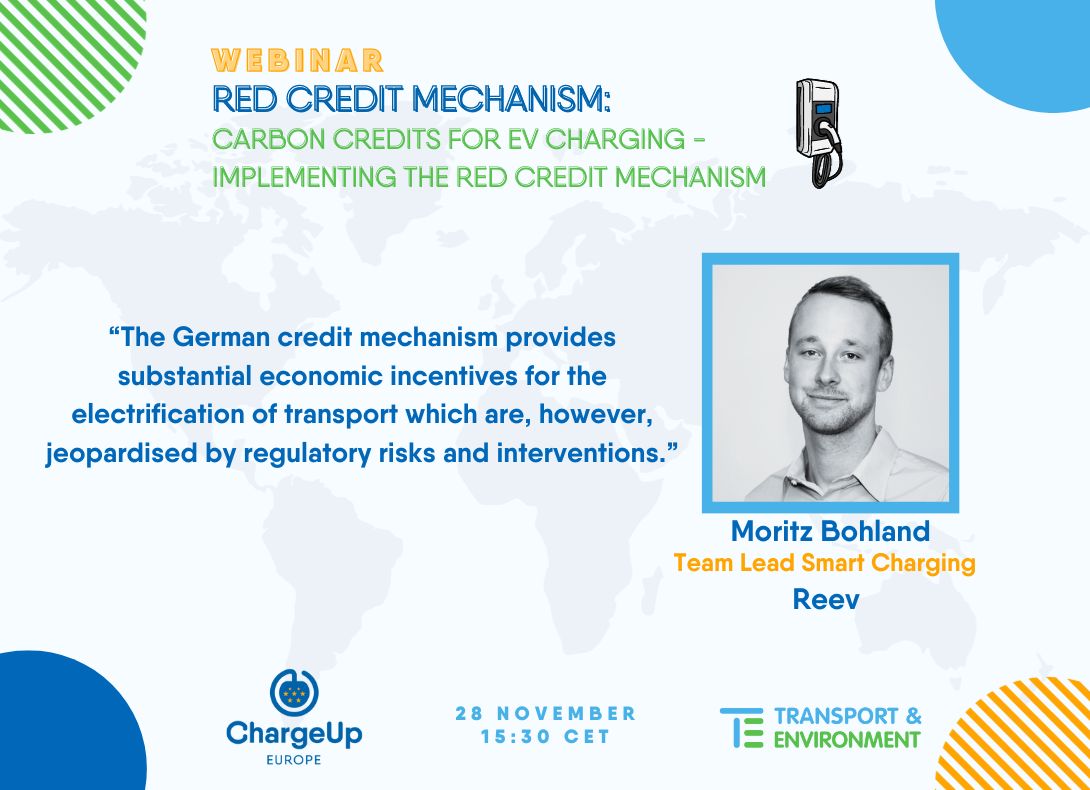 WEBINAR
RED CREDIT MECHANISM:
CARBON CREDITS FOR EV CHARGING –
IMPLEMENTING THE RED CREDIT MECHANISM
“The German credit mechanism provides
substantial economic incentives for the
electrification of transport which are, however,
jeopardised by regulatory risks and interventions.”
Moritz Bohland
Team Lead Smart Charging
Reev
ChargeUp
EUROPE
28 NOVEMBER
15:30 CET
TE TRANSPORT &
ENVIRONMENT